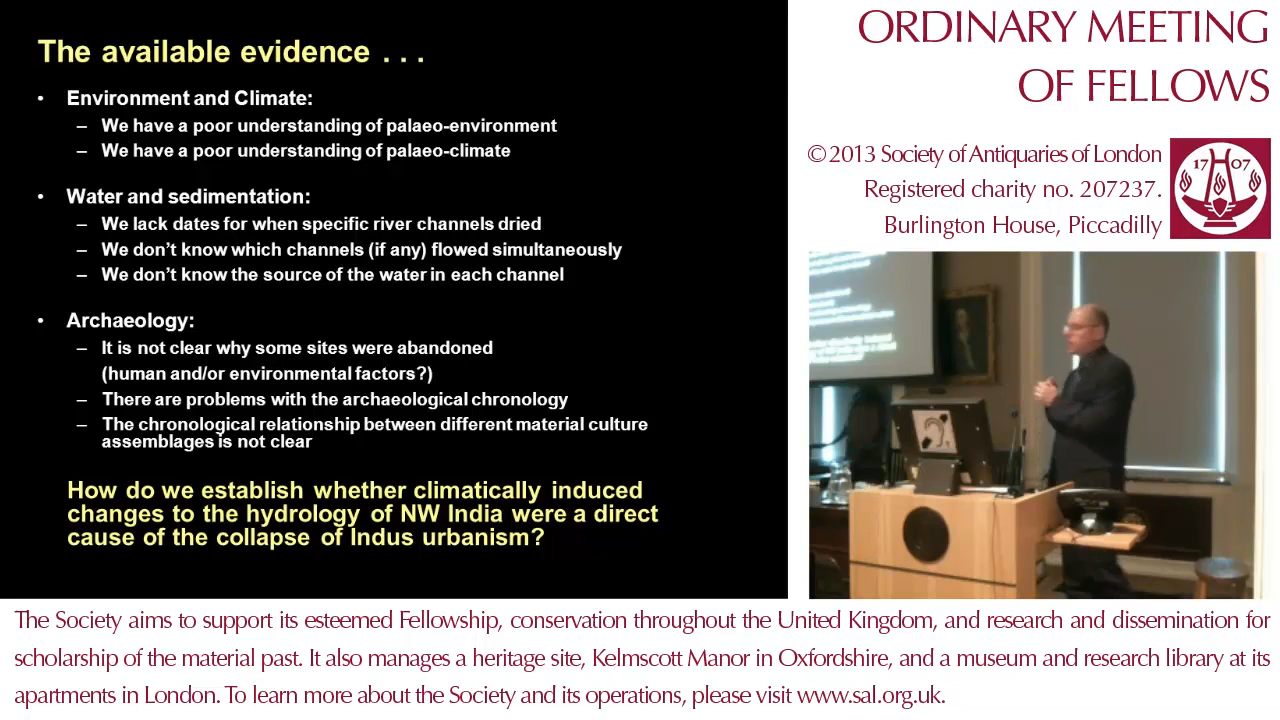 The available evidence . . .
• Environment and Climate:
– We have a poor understanding of palaeo-environment
– We have a poor understanding of palaeo-climate
• Water and sedimentation:
– We lack dates for when specific river channels dried
– We don't know which channels (if any) flowed simultaneously
– We don't know the source of the water in each channel
• Archaeology:
– It is not clear why some sites were abandoned
(human and/or environmental factors?)
– There are problems with the archaeological chronology
– The chronological relationship between different material culture
assemblages is not clear
How do we establish whether climatically induced
changes to the hydrology of NW India were a direct
cause of the collapse of Indus urbanism?
ORDINARY MEETING
OF FELLOWS
© 2013 Society of Antiquaries of London
Registered charity no. 207237.
Burlington House, Piccadilly
17 07
The Society aims to support its esteemed Fellowship, conservation throughout the United Kingdom, and research and dissemination for
scholarship of the material past. It also manages a heritage site, Kelmscott Manor in Oxfordshire, and a museum and research library at its
apartments in London. To learn more about the Society and its operations, please visit www.sal.org.uk.